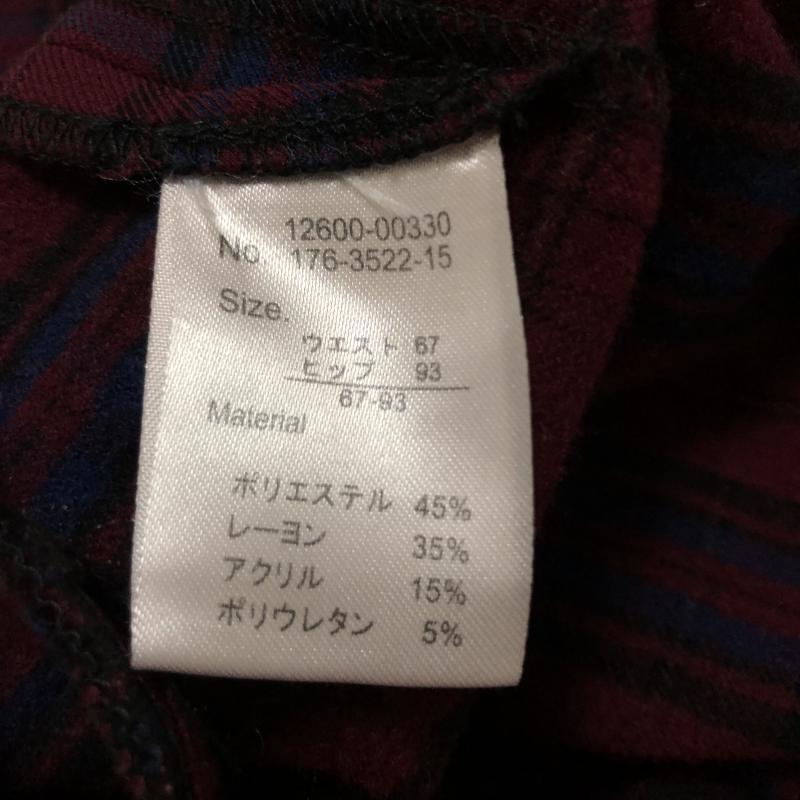 12600-00330
No 176-3522-15
Size.
ウエスト 67
ヒップ 93
67-93
Material
ポリエステル 45%
レーヨン 35%
アクリル 15%
ポリウレタン 5%